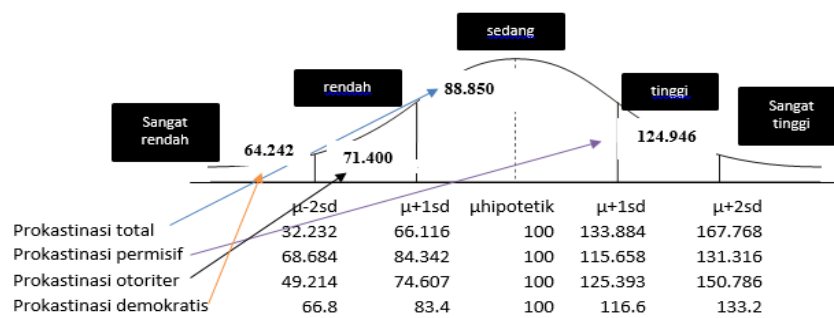 sedang
rendah
88.850
tinggi
Sangat
rendah
Sangat
tinggi
64.242
71.400
124.946
μ-2sd μ+1sd μhipotetik μ+1sd μ+2sd
Prokastinasi total 32.232 66.116 100 133.884 167.768
Prokastinasi permisif 68.684 84.342 100 115.658 131.316
Prokastinasi otoriter 49.214 74.607 100 125.393 150.786
Prokastinasi demokratis 66.8 83.4 100 116.6 133.2